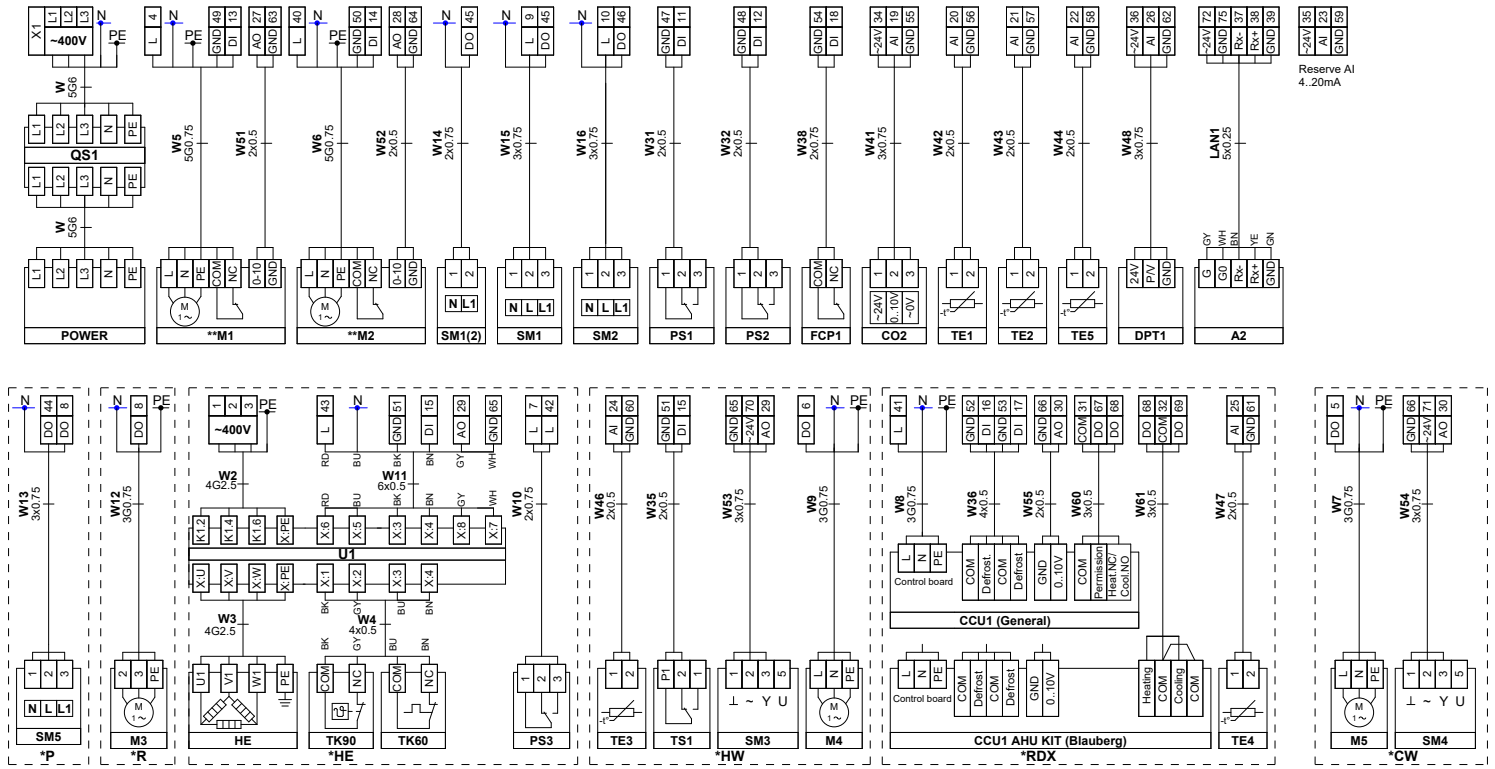 X1 L1 L2 L3 N PE
~400V
4 L N PE 49 GND 13 DI
27 AO 63 GND
40 L N PE 50 GND 14 DI
28 AO 64 GND
N 45 DO
N 9 L 45 DO
N 10 L 46 DO
47 GND 11 DI
48 GND 12 DI
54 GND 18 DI
34 ~24V 19 AI 55 GND
20 AI 56 GND
21 AI 57 GND
22 AI 58 GND
36 ~24V 26 AI 62 GND
72 ~24V 75 GND 37 Rx- 38 Rx+ 39 GND
35 ~24V 23 AI 59 GND
Reserve AI
4..20mA
W
5G6
L1 L2 L3 N PE
QS1
L1 L2 L3 N PE
W
5G6
W5
5G0.75
W51
2x0.5
W6
5G0.75
W52
2x0.5
W14
2x0.75
W15
3x0.75
W16
3x0.75
W31
2x0.5
W32
2x0.5
W38
2x0.75
W41
3x0.75
W42
2x0.5
W43
2x0.5
W44
2x0.5
W48
3x0.75
LAN1
5x0.25
GY WH BN YE GN
L1 L2 L3 N PE
POWER
L N PE COM NC 0-10 GND
M
1~
**M1
L N PE COM NC 0-10 GND
M
1~
**M2
1 2
N L1
SM1(2)
1 2 3
N L L1
SM1
1 2 3
N L L1
SM2
1 2 3
PS1
1 2 3
PS2
COM NC
FCP1
1 2 3
~24V 0..10V ~0V
CO2
1 2
-t°
TE1
1 2
-t°
TE2
1 2
-t°
TE5
24V P/V GND
DPT1
G G0 Rx- Rx+ GND
A2
N 44 DO 8 DO
W13
3x0.75
1 2 3
N L L1
SM5
*P
N 8 DO PE
W12
3G0.75
2 3 PE
M
1~
M3
*R
1 2 3 PE
~400V
43 L N 51 GND 15 DI 29 AO 65 GND
7 L 42 L
RD BU BK BN GY WH
W2
4G2.5
W11
6x0.5
RD BU BK BN GY WH
K1.2 K1.4 K1.6 X:PE X:6 X:5 X:3 X:4 X:8 X:7
U1
X:U X:V X:W X:PE X:1 X:2 X:3 X:4
BK GY BU BN
W3
4G2.5
W4
4x0.5
BK GY BU BN
W10
2x0.75
U1 V1 W1 PE
HE
COM NC
TK90
COM NC
TK60
1 2 3
PS3
*HE
24 AI 60 GND
51 GND 15 DI
65 GND 70 ~24V 29 AO
6 DO N PE
W46
2x0.5
W35
2x0.5
W53
3x0.75
W9
3G0.75
1 2
-t°
TE3
P1 2 1
TS1
1 2 3 5
⊥ ~ Y U
SM3
L N PE
M
1~
M4
*HW
41 L N PE
52 GND 16 DI 53 GND 17 DI
66 GND 30 AO
31 COM 67 DO 68 DO
68 DO 32 COM 69 DO
25 AI 61 GND
W8
3G0.75
W36
4x0.5
W55
2x0.5
W60
3x0.5
W61
3x0.5
W47
2x0.5
L N PE
Control board
COM Defrost. COM Defrost
GND 0..10V
COM Permission Heat.NC/ Cool.NO
CCU1 (General)
L N PE
Control board
COM Defrost COM Defrost
GND 0..10V
Heating COM Cooling COM
CCU1 AHU KIT (Blauberg)
1 2
-t°
TE4
*RDX
5 DO N PE
66 GND 71 ~24V 30 AO
W7
3G0.75
W54
3x0.75
L N PE
M
1~
M5
1 2 3 5
⊥ ~ Y U
SM4
*CW